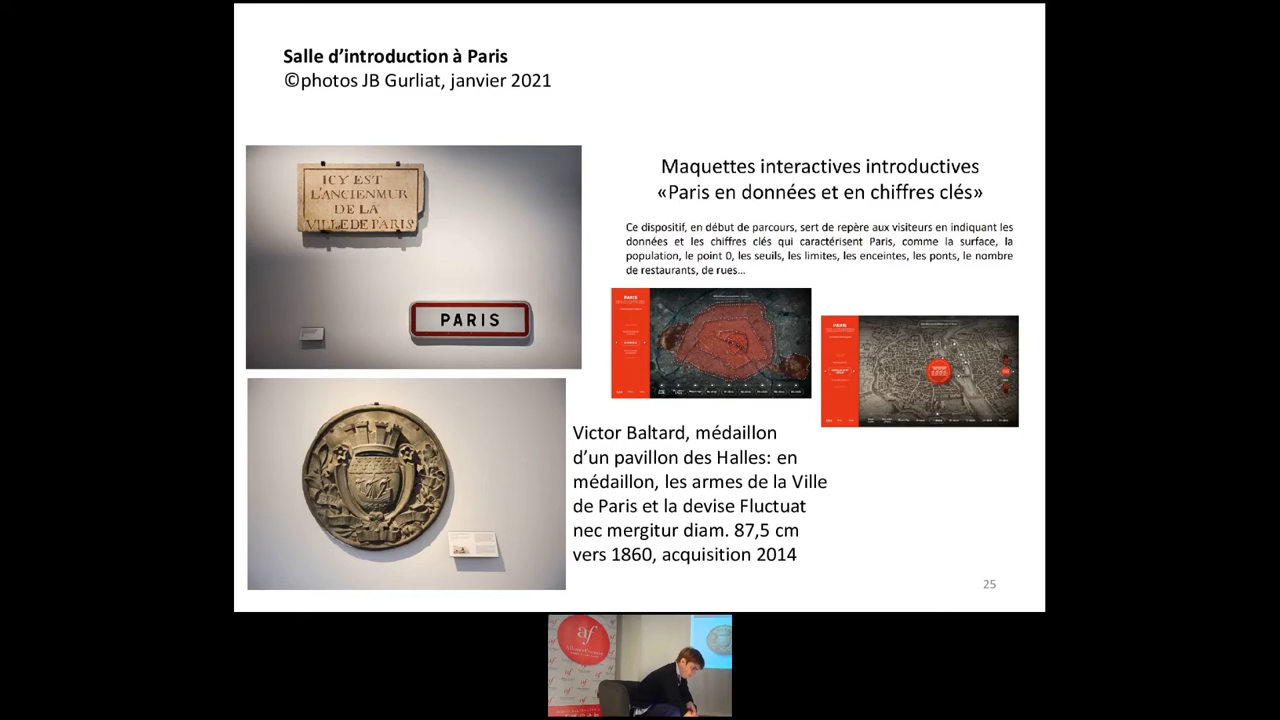 Salle d’introduction à Paris
©photos JB Gurliat, janvier 2021
ICY EST
L'ANCIENMUR
DE LA
VILLE DE PARIS
PARIS
Maquettes interactives introductives
«Paris en données et en chiffres clés»
Ce dispositif, en début de parcours, sert de repère aux visiteurs en indiquant les
données et les chiffres clés qui caractérisent Paris, comme la surface, la
population, le point 0, les seuils, les limites, les enceintes, les ponts, le nombre
de restaurants, de rues…
PARIS
Victor Baltard, médaillon
d’un pavillon des Halles: en
médaillon, les armes de la Ville
de Paris et la devise Fluctuat
nec mergitur diam. 87,5 cm
vers 1860, acquisition 2014
25
af